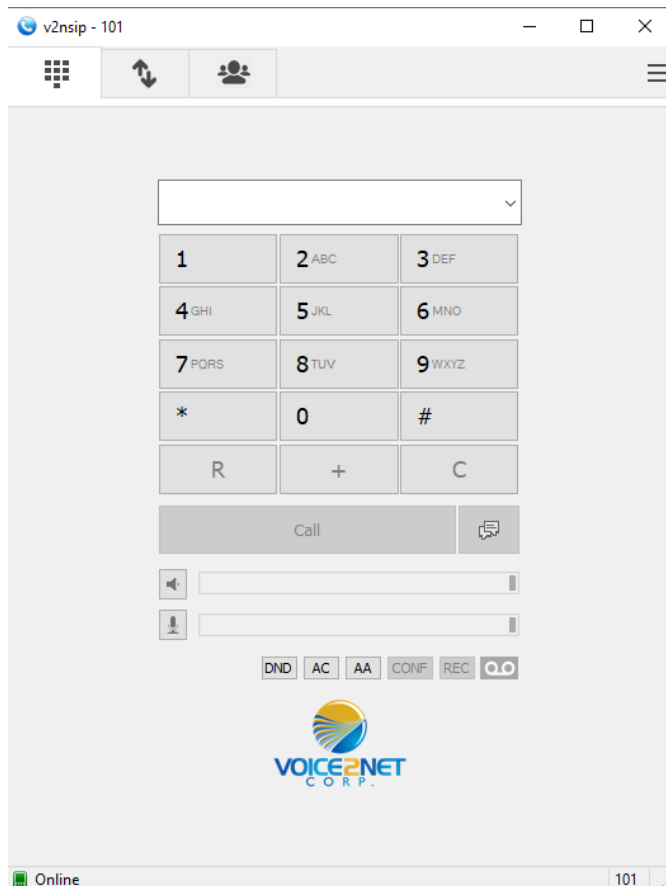 v2nsip - 101
1 2 ABC 3 DEF
4 GHI 5 JKL 6 MNO
7 PQRS 8 TUV 9 WXYZ
* 0 #
R + C
Call
DND AC AA CONF REC
VOICE2NET
CORP.
Online 101